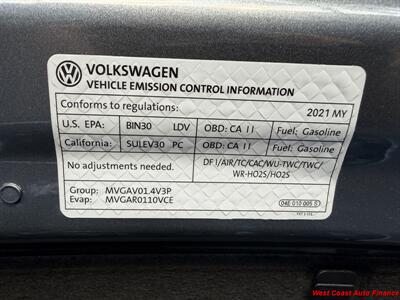 VOLKSWAGEN
VEHICLE EMISSION CONTROL INFORMATION
Conforms to regulations: 2021 MY
U.S. EPA: BIN30 LDV OBD: CA II Fuel: Gasoline
California: SULEV30 PC OBD: CA II Fuel: Gasoline
No adjustments needed. DFI/AIR/TC/CAC/WU-TWC/TWC/
WR-HO2S/HO2S
Group: MVGAV01.4V3P
Evap: MVGAR0110VCE
04E 010 005 S
West Coast Auto Finance